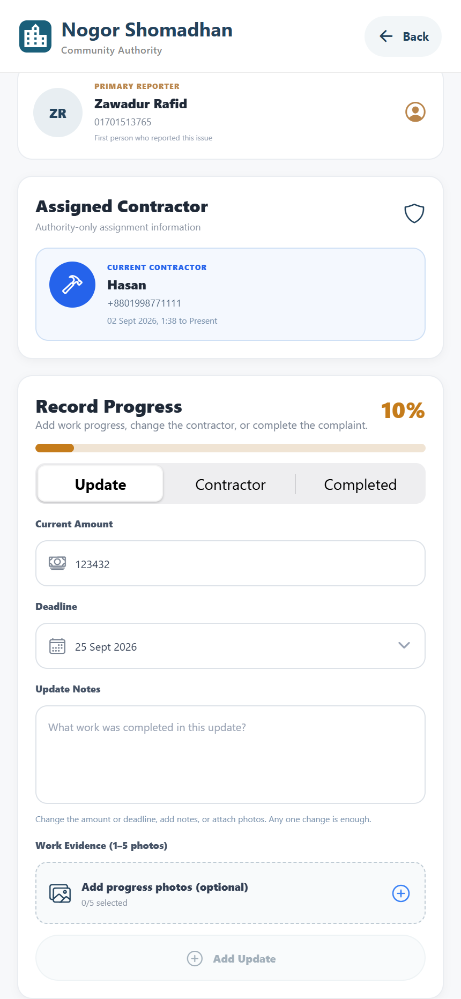 Nogor Shomadhan
Community Authority
Back
PRIMARY REPORTER
ZR
Zawadur Rafid
01701513765
First person who reported this issue
Assigned Contractor
Authority-only assignment information
CURRENT CONTRACTOR
Hasan
+8801998771111
02 Sept 2026, 1:38 to Present
Record Progress
10%
Add work progress, change the contractor, or complete the complaint.
Update
Contractor
Completed
Current Amount
123432
Deadline
25 Sept 2026
Update Notes
What work was completed in this update?
Change the amount or deadline, add notes, or attach photos. Any one change is enough.
Work Evidence (1–5 photos)
Add progress photos (optional)
0/5 selected
Add Update